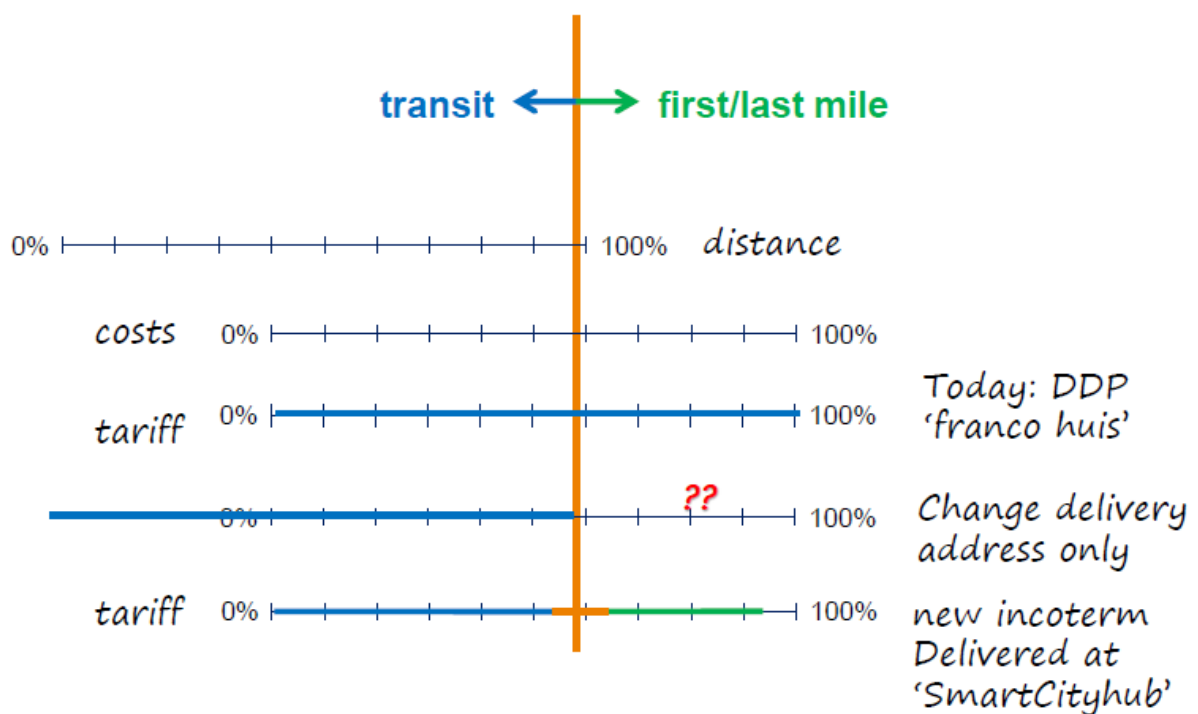 transit first/last mile
0% 100% distance
costs 0% 100%
tariff 0% 100%
Today: DDP
‘franco huis’
??
0% 100%
Change delivery
address only
tariff 0% 100%
new incoterm
Delivered at
‘SmartCityhub’